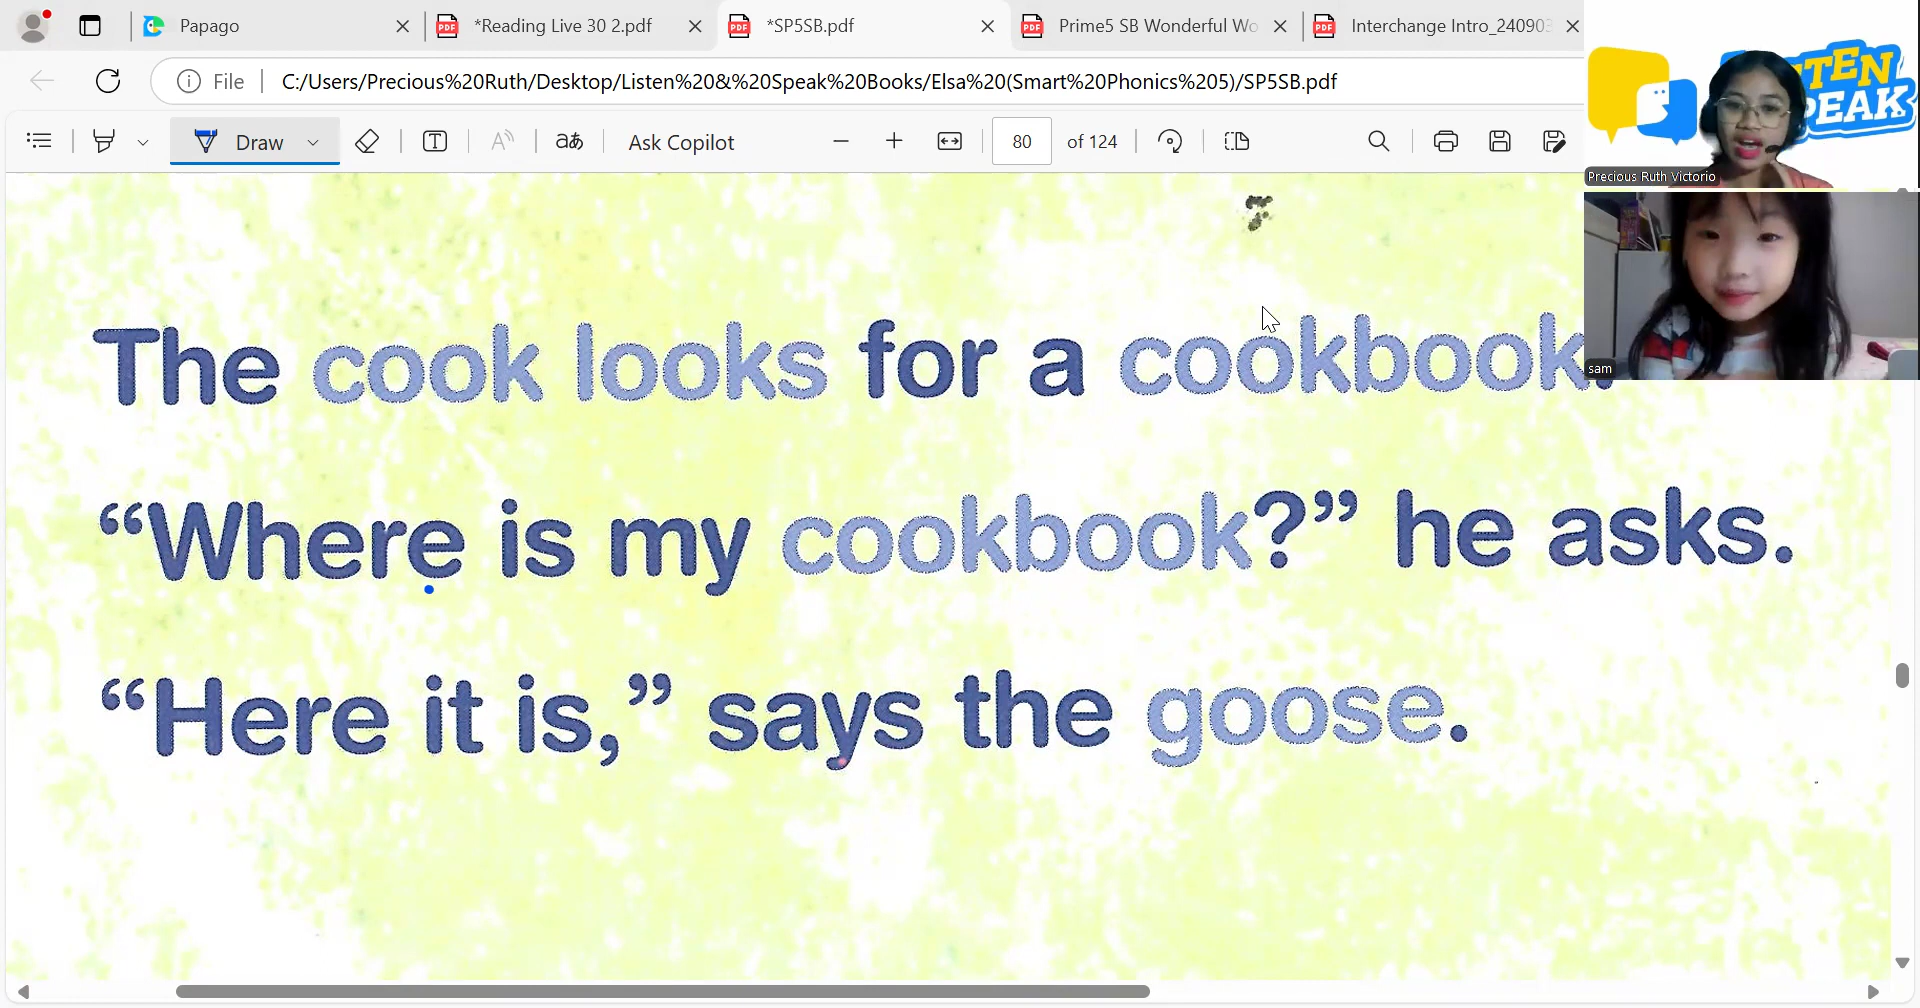 Papago
*Reading Live 30 2.pdf
*SP5SB.pdf
Prime5 SB Wonderful Wo
Interchange Intro_240903
File
C:/Users/Precious%20Ruth/Desktop/Listen%20&%20Speak%20Books/Elsa%20(Smart%20Phonics%205)/SP5SB.pdf
Draw
Ask Copilot
80 of 124
Precious Ruth Victorio
sam
The cook looks for a cookbook.
“Where is my cookbook?” he asks.
“Here it is,” says the goose.